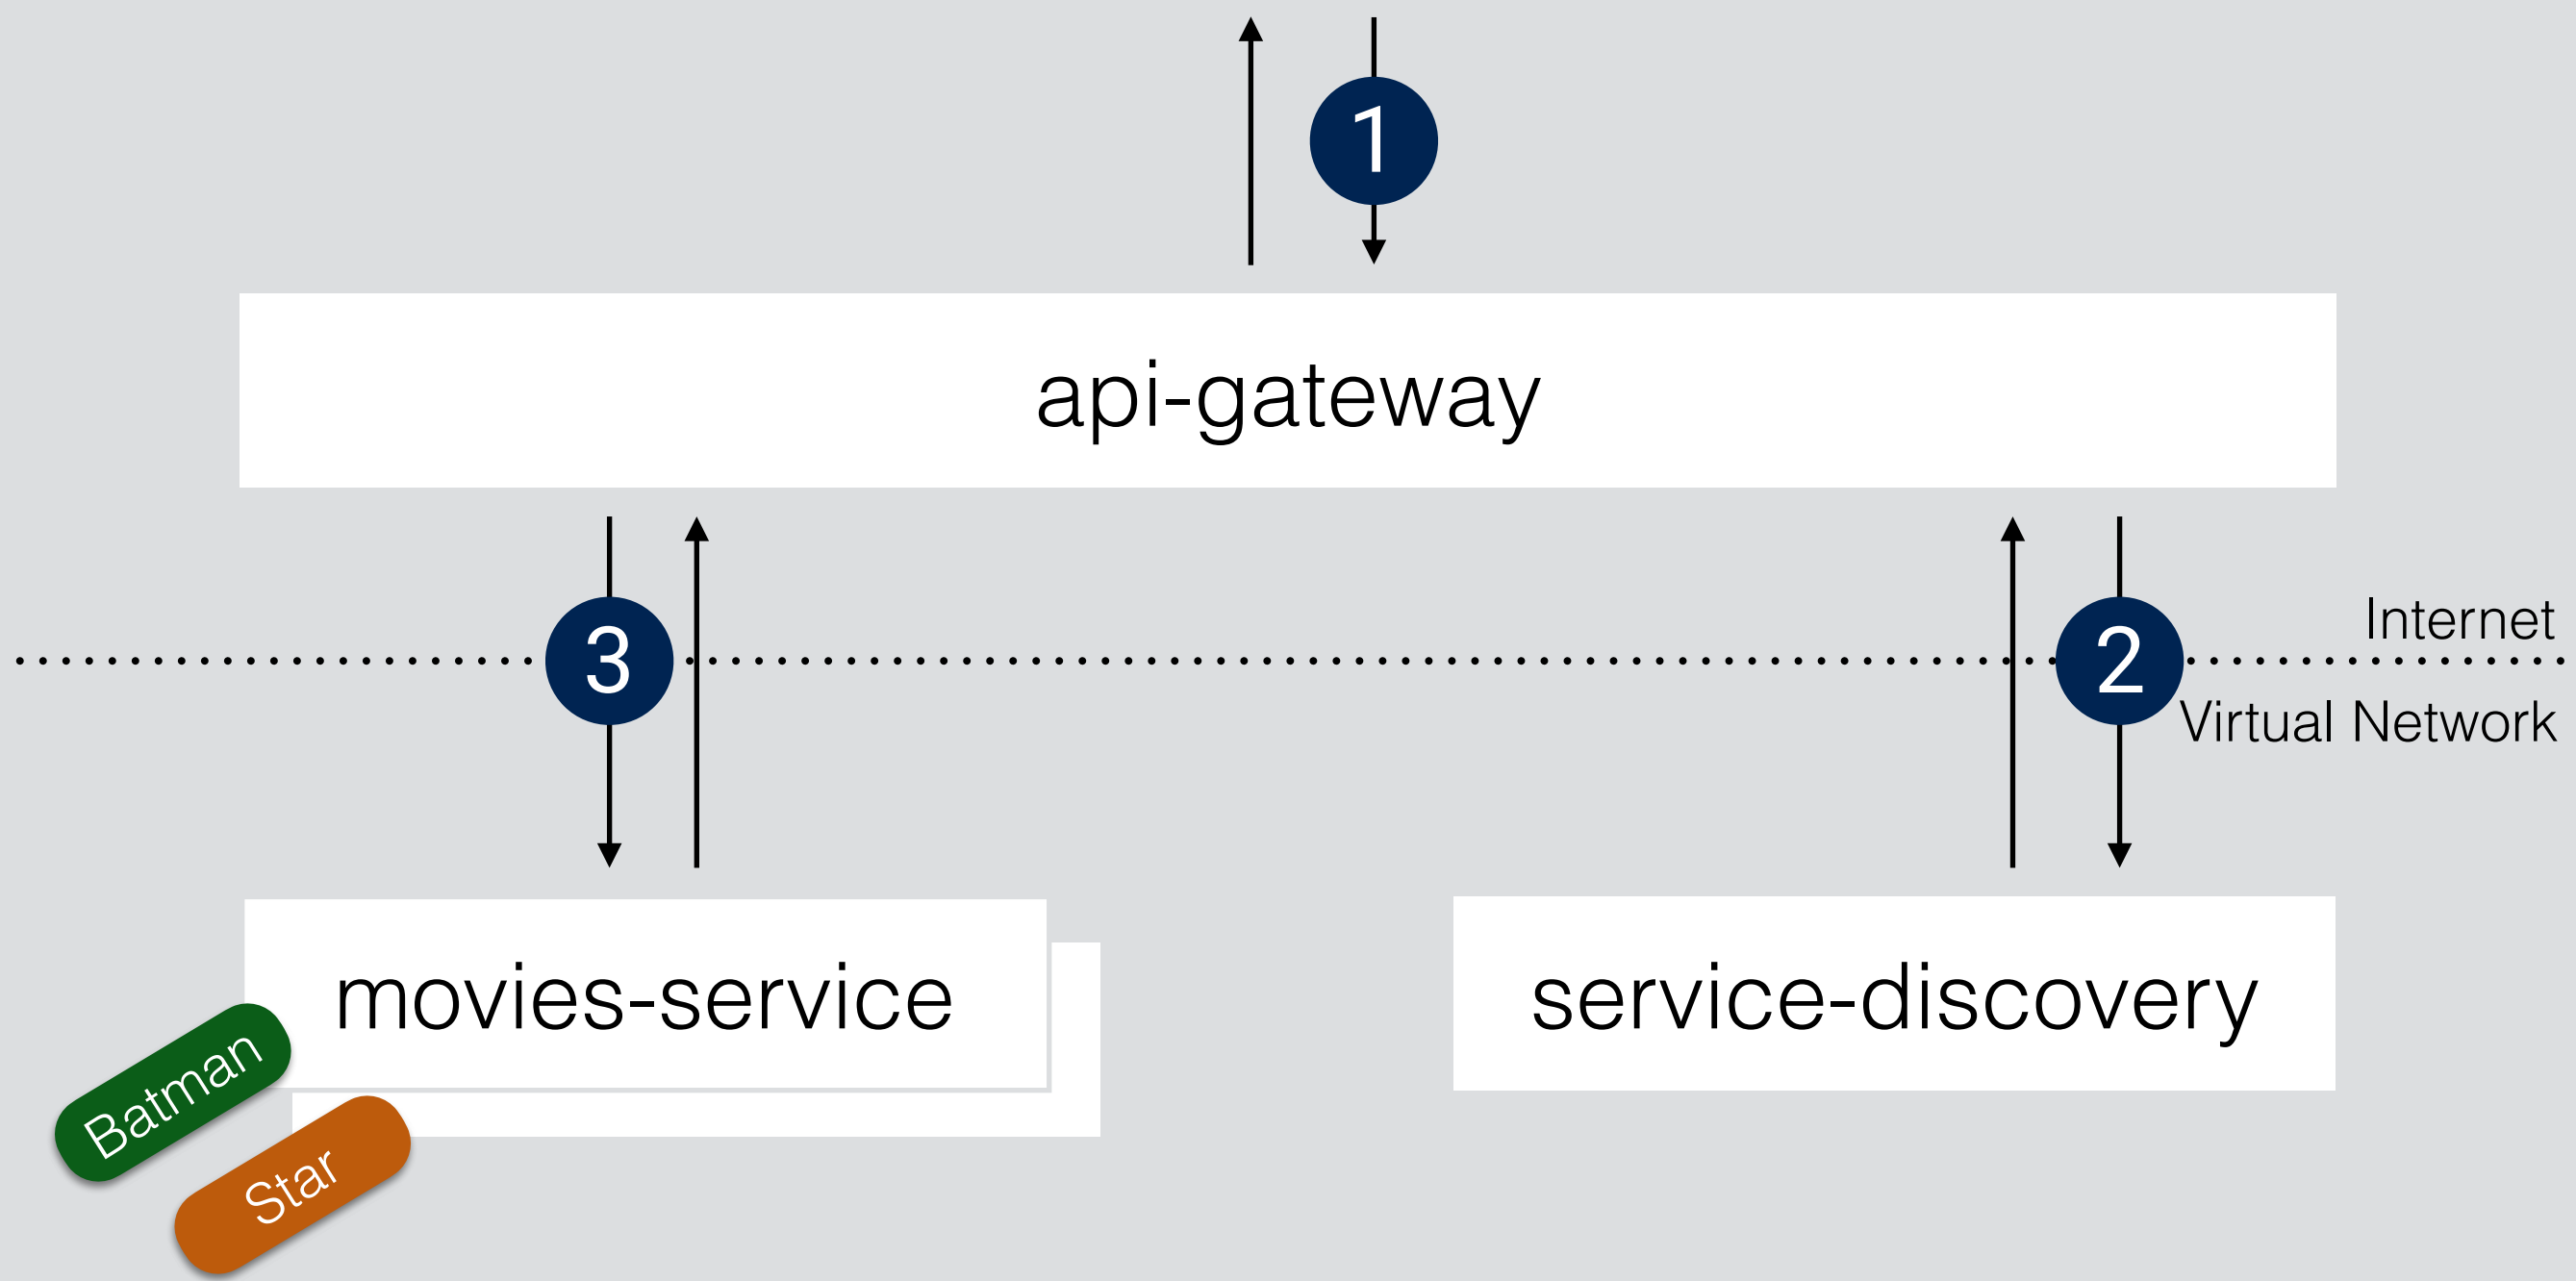 1
api-gateway
3
2
Internet
Virtual Network
movies-service
service-discovery
Batman
Star